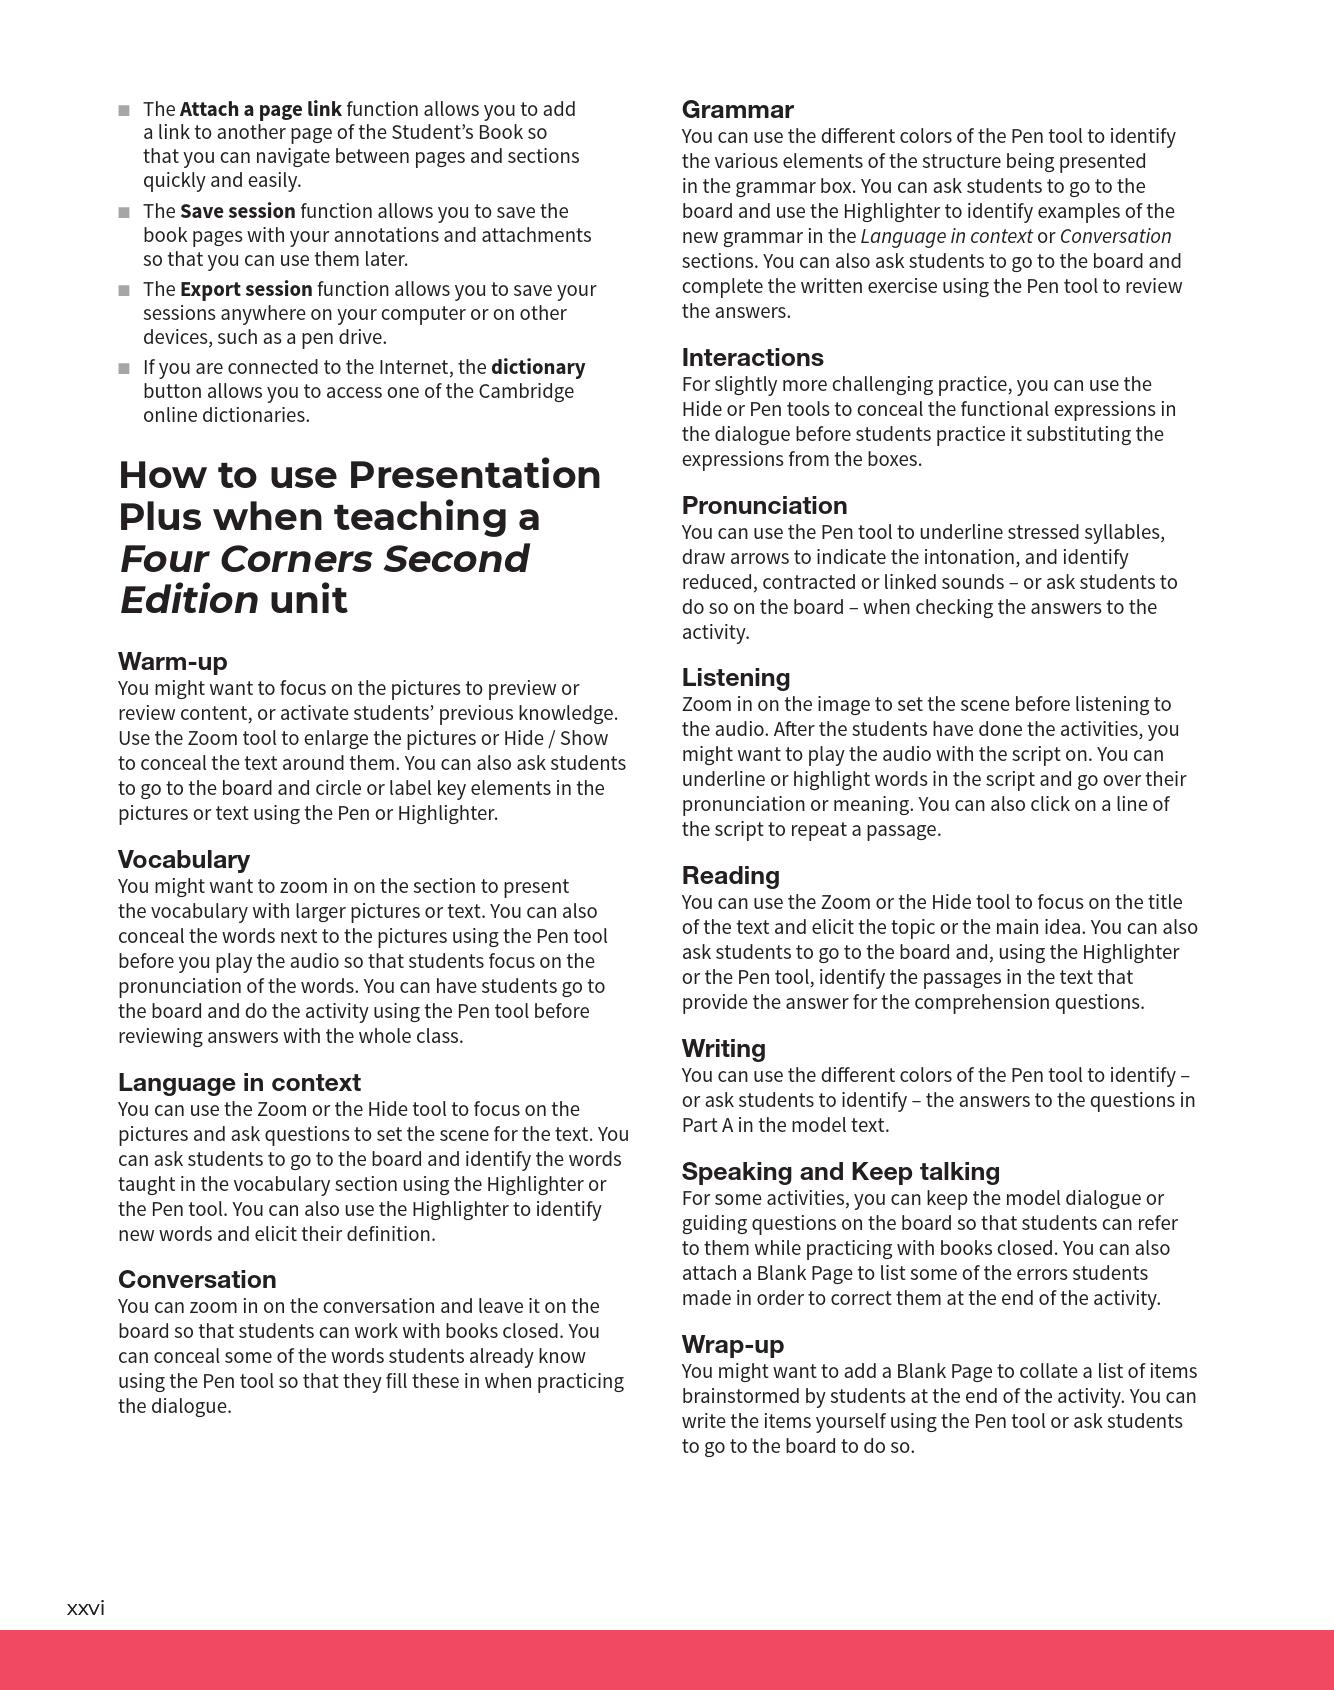 ■ The Attach a page link function allows you to add
a link to another page of the Student’s Book so
that you can navigate between pages and sections
quickly and easily.
■ The Save session function allows you to save the
book pages with your annotations and attachments
so that you can use them later.
■ The Export session function allows you to save your
sessions anywhere on your computer or on other
devices, such as a pen drive.
■ If you are connected to the Internet, the dictionary
button allows you to access one of the Cambridge
online dictionaries.
How to use Presentation
Plus when teaching a
Four Corners Second
Edition unit
Warm-up
You might want to focus on the pictures to preview or
review content, or activate students’ previous knowledge.
Use the Zoom tool to enlarge the pictures or Hide / Show
to conceal the text around them. You can also ask students
to go to the board and circle or label key elements in the
pictures or text using the Pen or Highlighter.
Vocabulary
You might want to zoom in on the section to present
the vocabulary with larger pictures or text. You can also
conceal the words next to the pictures using the Pen tool
before you play the audio so that students focus on the
pronunciation of the words. You can have students go to
the board and do the activity using the Pen tool before
reviewing answers with the whole class.
Language in context
You can use the Zoom or the Hide tool to focus on the
pictures and ask questions to set the scene for the text. You
can ask students to go to the board and identify the words
taught in the vocabulary section using the Highlighter or
the Pen tool. You can also use the Highlighter to identify
new words and elicit their definition.
Conversation
You can zoom in on the conversation and leave it on the
board so that students can work with books closed. You
can conceal some of the words students already know
using the Pen tool so that they fill these in when practicing
the dialogue.
Grammar
You can use the different colors of the Pen tool to identify
the various elements of the structure being presented
in the grammar box. You can ask students to go to the
board and use the Highlighter to identify examples of the
new grammar in the Language in context or Conversation
sections. You can also ask students to go to the board and
complete the written exercise using the Pen tool to review
the answers.
Interactions
For slightly more challenging practice, you can use the
Hide or Pen tools to conceal the functional expressions in
the dialogue before students practice it substituting the
expressions from the boxes.
Pronunciation
You can use the Pen tool to underline stressed syllables,
draw arrows to indicate the intonation, and identify
reduced, contracted or linked sounds – or ask students to
do so on the board – when checking the answers to the
activity.
Listening
Zoom in on the image to set the scene before listening to
the audio. After the students have done the activities, you
might want to play the audio with the script on. You can
underline or highlight words in the script and go over their
pronunciation or meaning. You can also click on a line of
the script to repeat a passage.
Reading
You can use the Zoom or the Hide tool to focus on the title
of the text and elicit the topic or the main idea. You can also
ask students to go to the board and, using the Highlighter
or the Pen tool, identify the passages in the text that
provide the answer for the comprehension questions.
Writing
You can use the different colors of the Pen tool to identify –
or ask students to identify – the answers to the questions in
Part A in the model text.
Speaking and Keep talking
For some activities, you can keep the model dialogue or
guiding questions on the board so that students can refer
to them while practicing with books closed. You can also
attach a Blank Page to list some of the errors students
made in order to correct them at the end of the activity.
Wrap-up
You might want to add a Blank Page to collate a list of items
brainstormed by students at the end of the activity. You can
write the items yourself using the Pen tool or ask students
to go to the board to do so.
xxvi